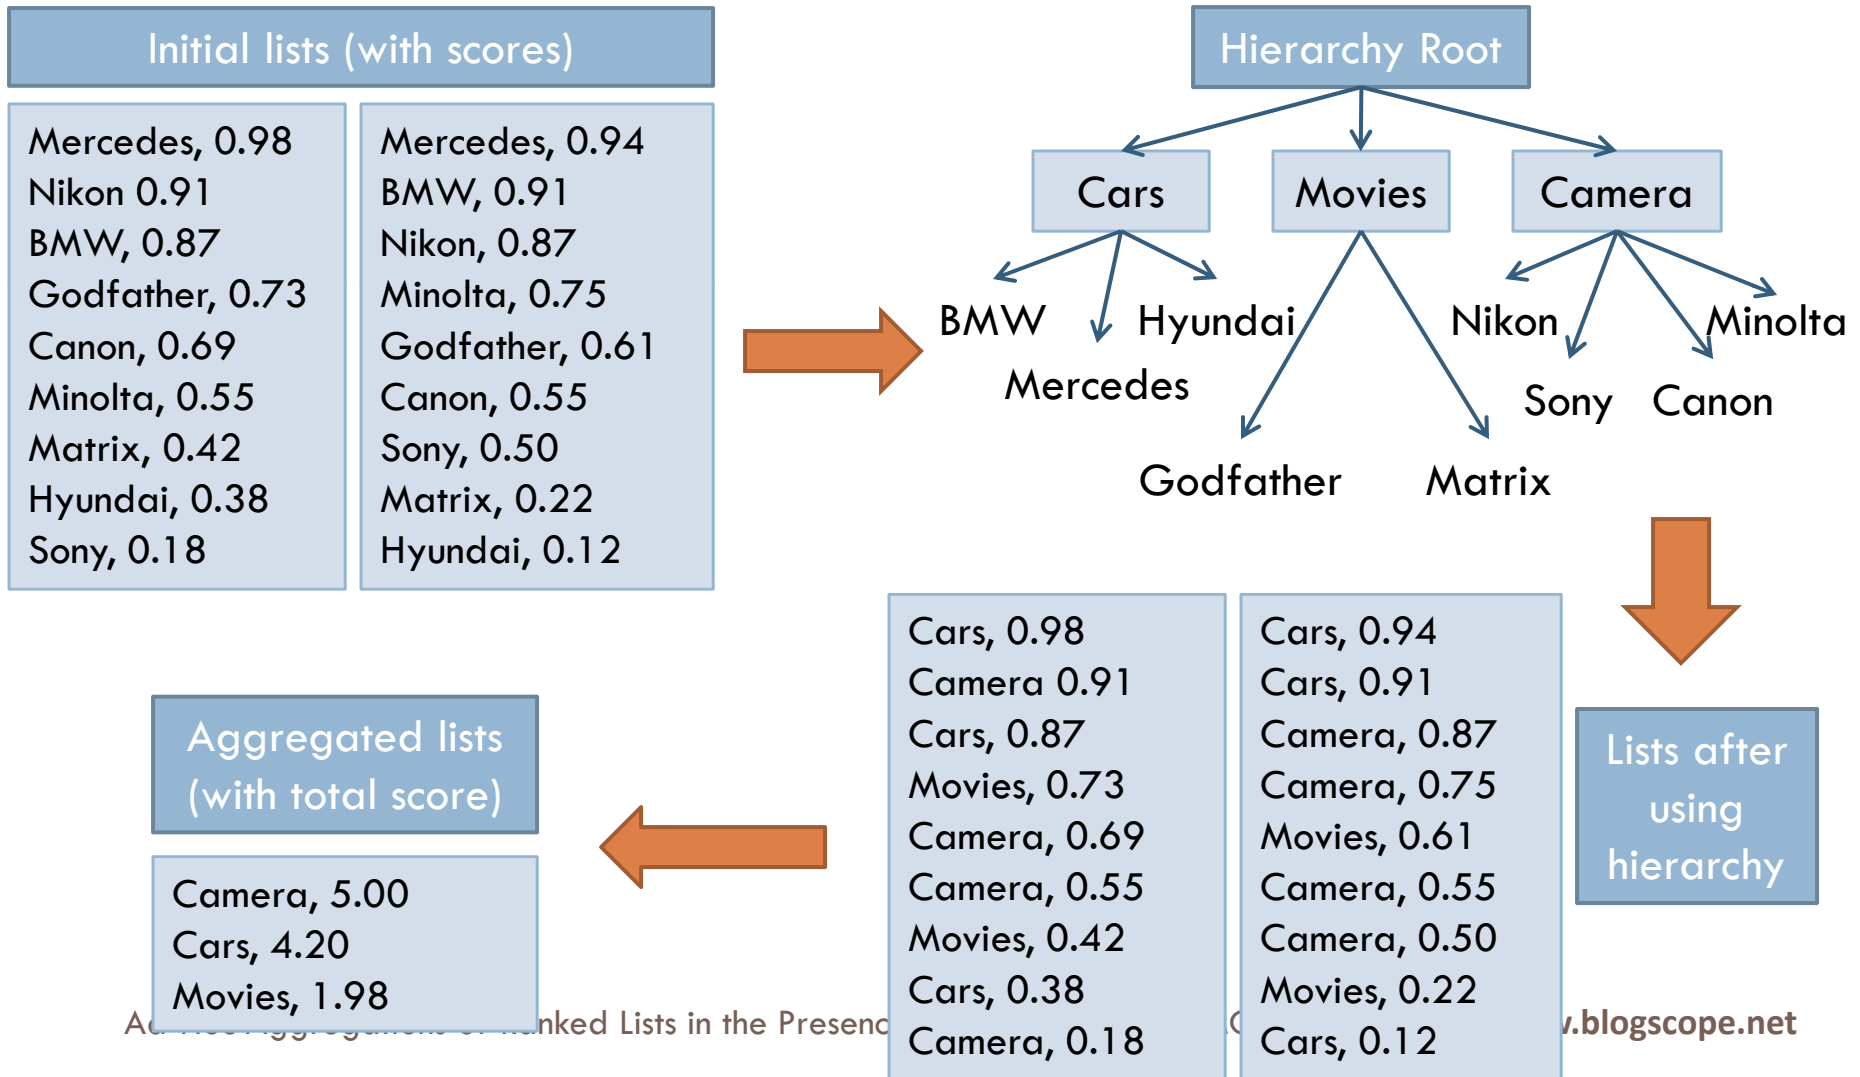 Initial lists (with scores)
Mercedes, 0.98
Nikon 0.91
BMW, 0.87
Godfather, 0.73
Canon, 0.69
Minolta, 0.55
Matrix, 0.42
Hyundai, 0.38
Sony, 0.18
Mercedes, 0.94
BMW, 0.91
Nikon, 0.87
Minolta, 0.75
Godfather, 0.61
Canon, 0.55
Sony, 0.50
Matrix, 0.22
Hyundai, 0.12
Hierarchy Root
Cars Movies Camera
BMW Hyundai Nikon Minolta
Mercedes Sony Canon
Godfather Matrix
Cars, 0.98
Camera 0.91
Cars, 0.87
Movies, 0.73
Camera, 0.69
Camera, 0.55
Movies, 0.42
Cars, 0.38
Camera, 0.18
Cars, 0.94
Cars, 0.91
Camera, 0.87
Camera, 0.75
Movies, 0.61
Camera, 0.55
Camera, 0.50
Movies, 0.22
Cars, 0.12
Lists after
using
hierarchy
Aggregated lists
(with total score)
Camera, 5.00
Cars, 4.20
Movies, 1.98
Lists in the .blogscope.net